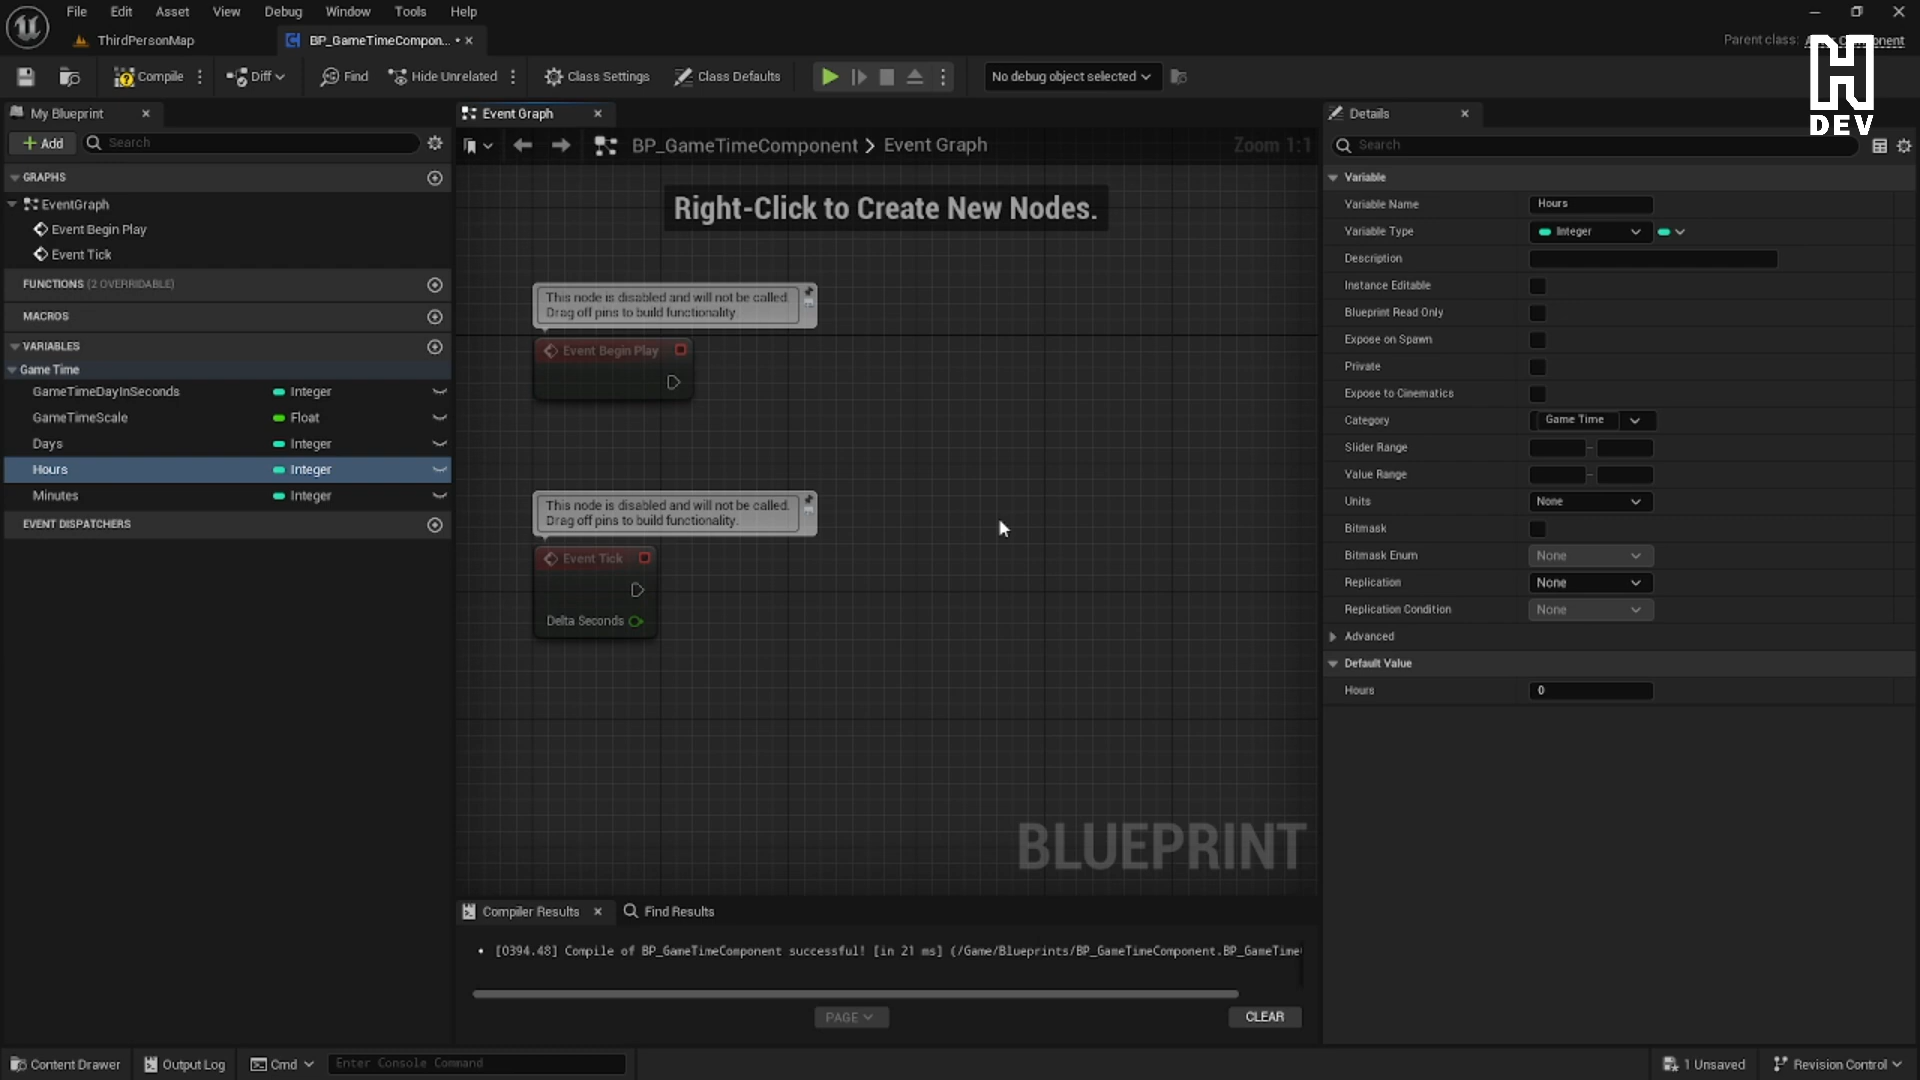 File Edit Asset View Debug Window Tools Help
ThirdPersonMap
BP_GameTimeCompon... •
Parent class:
Compile
Diff
Find
Hide Unrelated
Class Settings
Class Defaults
No debug object selected
H DEV
My Blueprint
+ Add
Search
GRAPHS
EventGraph
Event Begin Play
Event Tick
FUNCTIONS (2 OVERRIDABLE)
MACROS
VARIABLES
Game Time
GameTimeDayInSeconds Integer
GameTimeScale Float
Days Integer
Hours Integer
Minutes Integer
EVENT DISPATCHERS
Event Graph
BP_GameTimeComponent > Event Graph
Zoom 1:1
Right-Click to Create New Nodes.
This node is disabled and will not be called.
Drag off pins to build functionality.
Event Begin Play
This node is disabled and will not be called.
Drag off pins to build functionality.
Event Tick
Delta Seconds
BLUEPRINT
Compiler Results
Find Results
• [0394.48] Compile of BP_GameTimeComponent successful! [in 21 ms] (/Game/Blueprints/BP_GameTimeComponent.BP_GameTime
PAGE
CLEAR
Details
Search
Variable
Variable Name Hours
Variable Type Integer
Description
Instance Editable
Blueprint Read Only
Expose on Spawn
Private
Expose to Cinematics
Category Game Time
Slider Range
Value Range
Units None
Bitmask
Bitmask Enum None
Replication None
Replication Condition None
Advanced
Default Value
Hours 0
Content Drawer
Output Log
Cmd
Enter Console Command
1 Unsaved
Revision Control